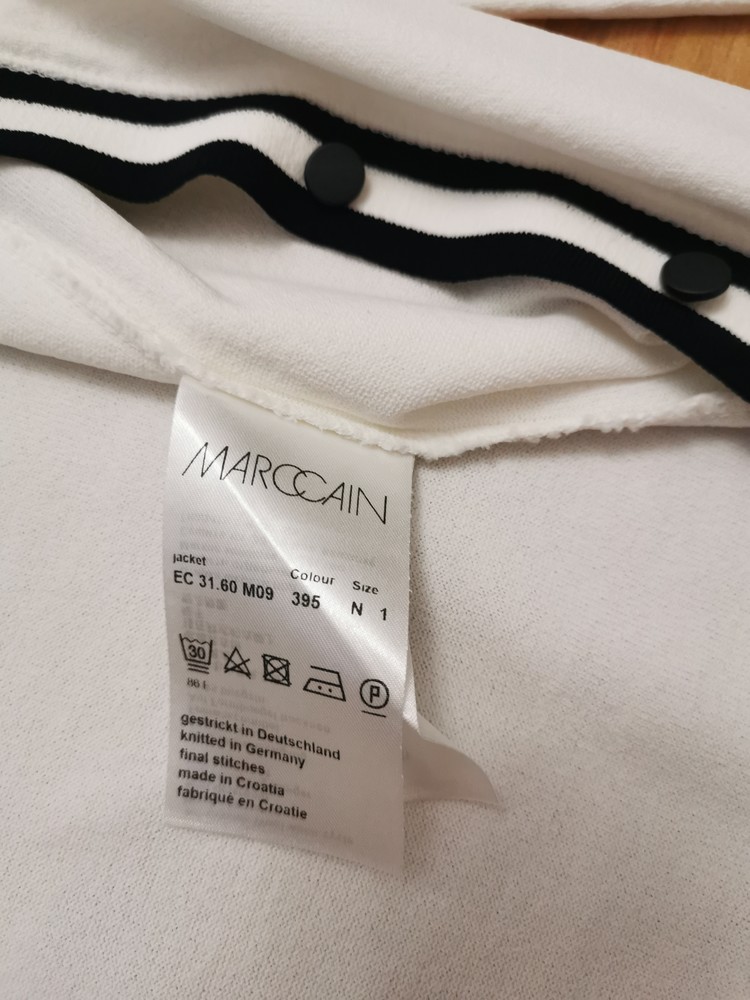 MARCCAIN
jacket
Colour Size
EC 31.60 M09 395 N 1
30
P
86 F
gestrickt in Deutschland
knitted in Germany
final stitches
made in Croatia
fabriqué en Croatie